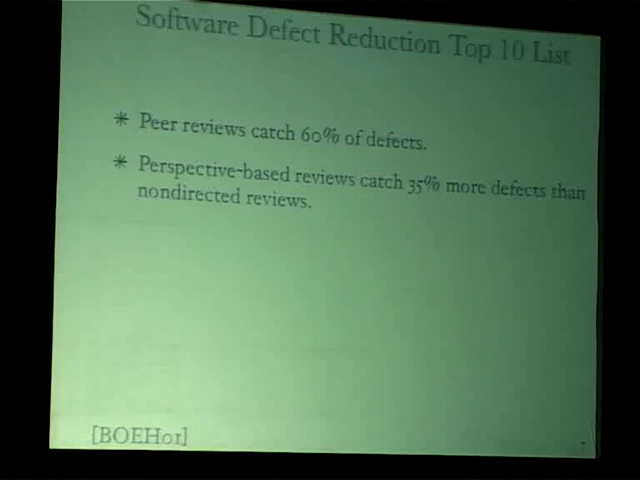 Software Defect Reduction Top 10 List
* Peer reviews catch 60% of defects.
* Perspective-based reviews catch 35% more defects than
nondirected reviews.
[BOEH01]